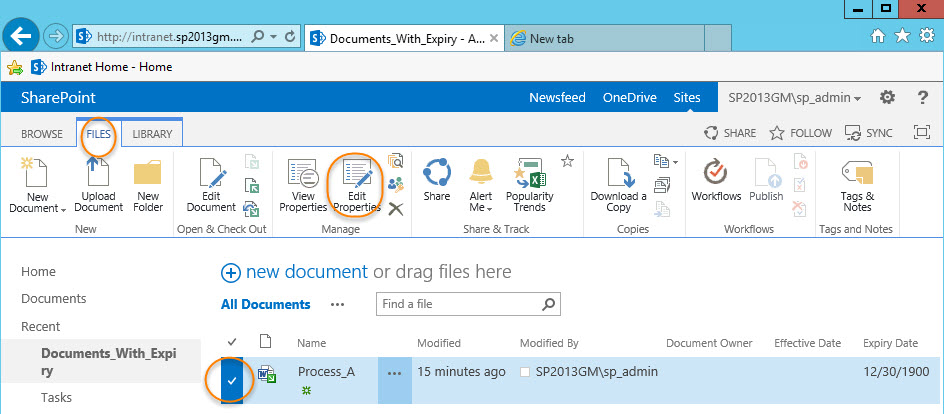 http://intranet.sp2013gm....
Documents_With_Expiry - A...
New tab
Intranet Home - Home
SharePoint
Newsfeed OneDrive Sites SP2013GM\sp_admin
BROWSE FILES LIBRARY SHARE FOLLOW SYNC
New Document Upload Document New Folder
Edit Document
View Properties Edit Properties
Share Alert Me Popularity Trends
Download a Copy
Workflows Publish
Tags & Notes
New Open & Check Out Manage Share & Track Copies Workflows Tags and Notes
Home
Documents
Recent
Documents_With_Expi
ry
Tasks
new document or drag files here
All Documents ... Find a file
Name Modified Modified By Document Owner Effective Date Expiry Date
Process_A ... 15 minutes ago SP2013GM\sp_admin 12/30/1900